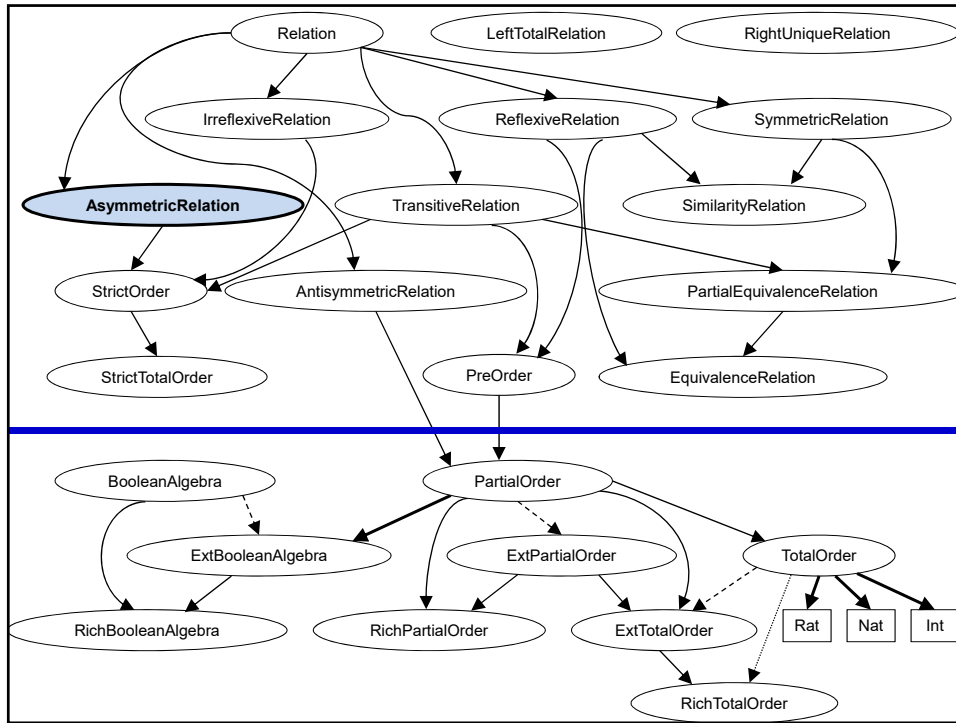 Relation
LeftTotalRelation
RightUniqueRelation
IrreflexiveRelation
ReflexiveRelation
SymmetricRelation
AsymmetricRelation
TransitiveRelation
SimilarityRelation
StrictOrder
AntisymmetricRelation
PartialEquivalenceRelation
StrictTotalOrder
PreOrder
EquivalenceRelation
BooleanAlgebra
PartialOrder
ExtBooleanAlgebra
ExtPartialOrder
TotalOrder
RichBooleanAlgebra
RichPartialOrder
ExtTotalOrder
Rat
Nat
Int
RichTotalOrder